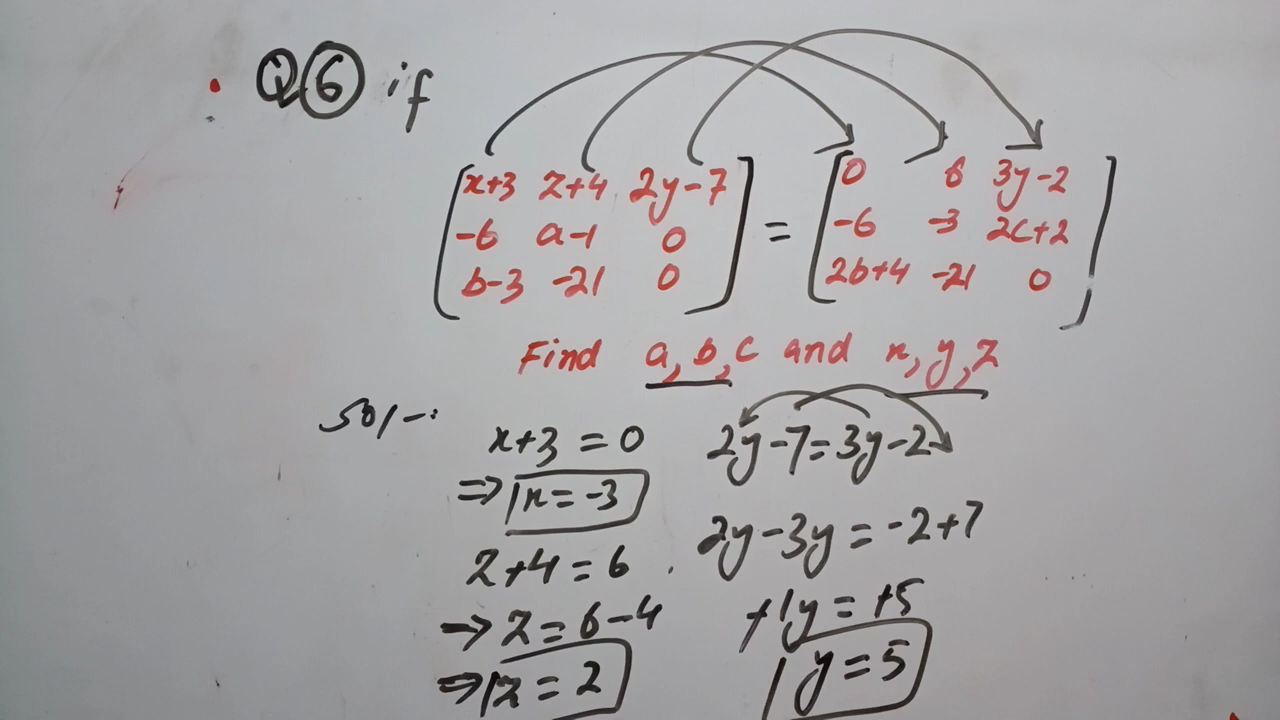 Q6 if
[x+3 z+4 2y-7] = [0 6 3y-2]
[-6 a-1 0] [-6 -3 2c+2]
[b-3 -21 0] [2b+4 -21 0]
Find a, b, c and x, y, z
Sol-:
x+3 = 0 2y-7=3y-2
⇒ x = -3
2y-3y = -2+7
z+4 = 6
+1y = +5
→ z = 6-4
y = 5
⇒ z = 2